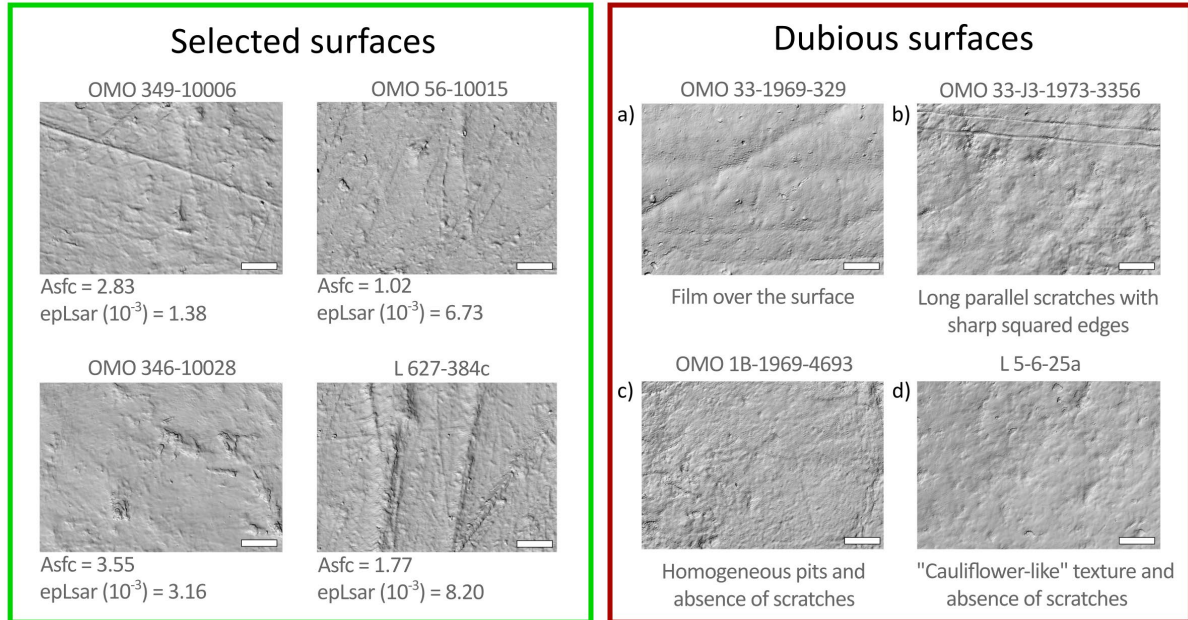 Selected surfaces
OMO 349-10006
OMO 56-10015
Asfc = 2.83
epLsar (10⁻³) = 1.38
Asfc = 1.02
epLsar (10⁻³) = 6.73
OMO 346-10028
L 627-384c
Asfc = 3.55
epLsar (10⁻³) = 3.16
Asfc = 1.77
epLsar (10⁻³) = 8.20
Dubious surfaces
OMO 33-1969-329
OMO 33-J3-1973-3356
a)
b)
Film over the surface
Long parallel scratches with
sharp squared edges
OMO 1B-1969-4693
L 5-6-25a
c)
d)
Homogeneous pits and
absence of scratches
"Cauliflower-like" texture and
absence of scratches